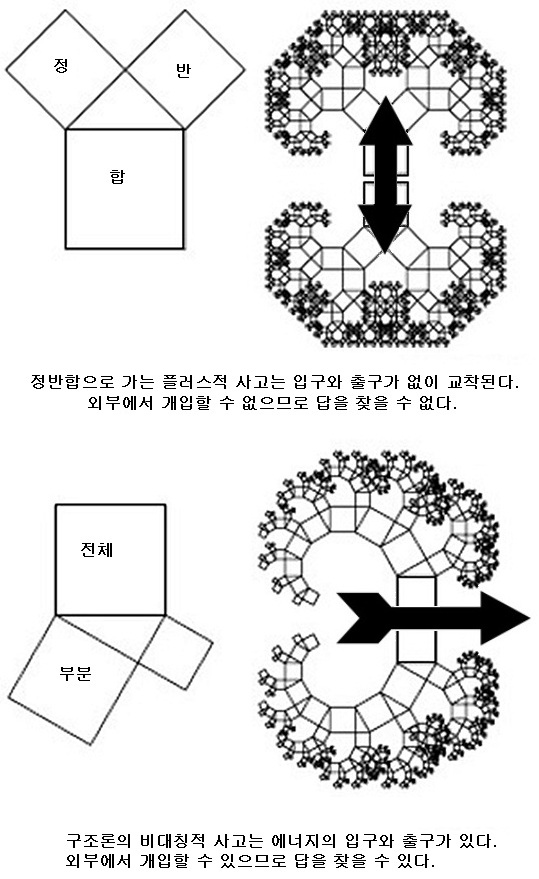 정
반
합
정반합으로 가는 플러스적 사고는 입구와 출구가 없이 교착된다.
외부에서 개입할 수 없으므로 답을 찾을 수 없다.
전체
부분
구조론의 비대칭적 사고는 에너지의 입구와 출구가 있다.
외부에서 개입할 수 있으므로 답을 찾을 수 있다.